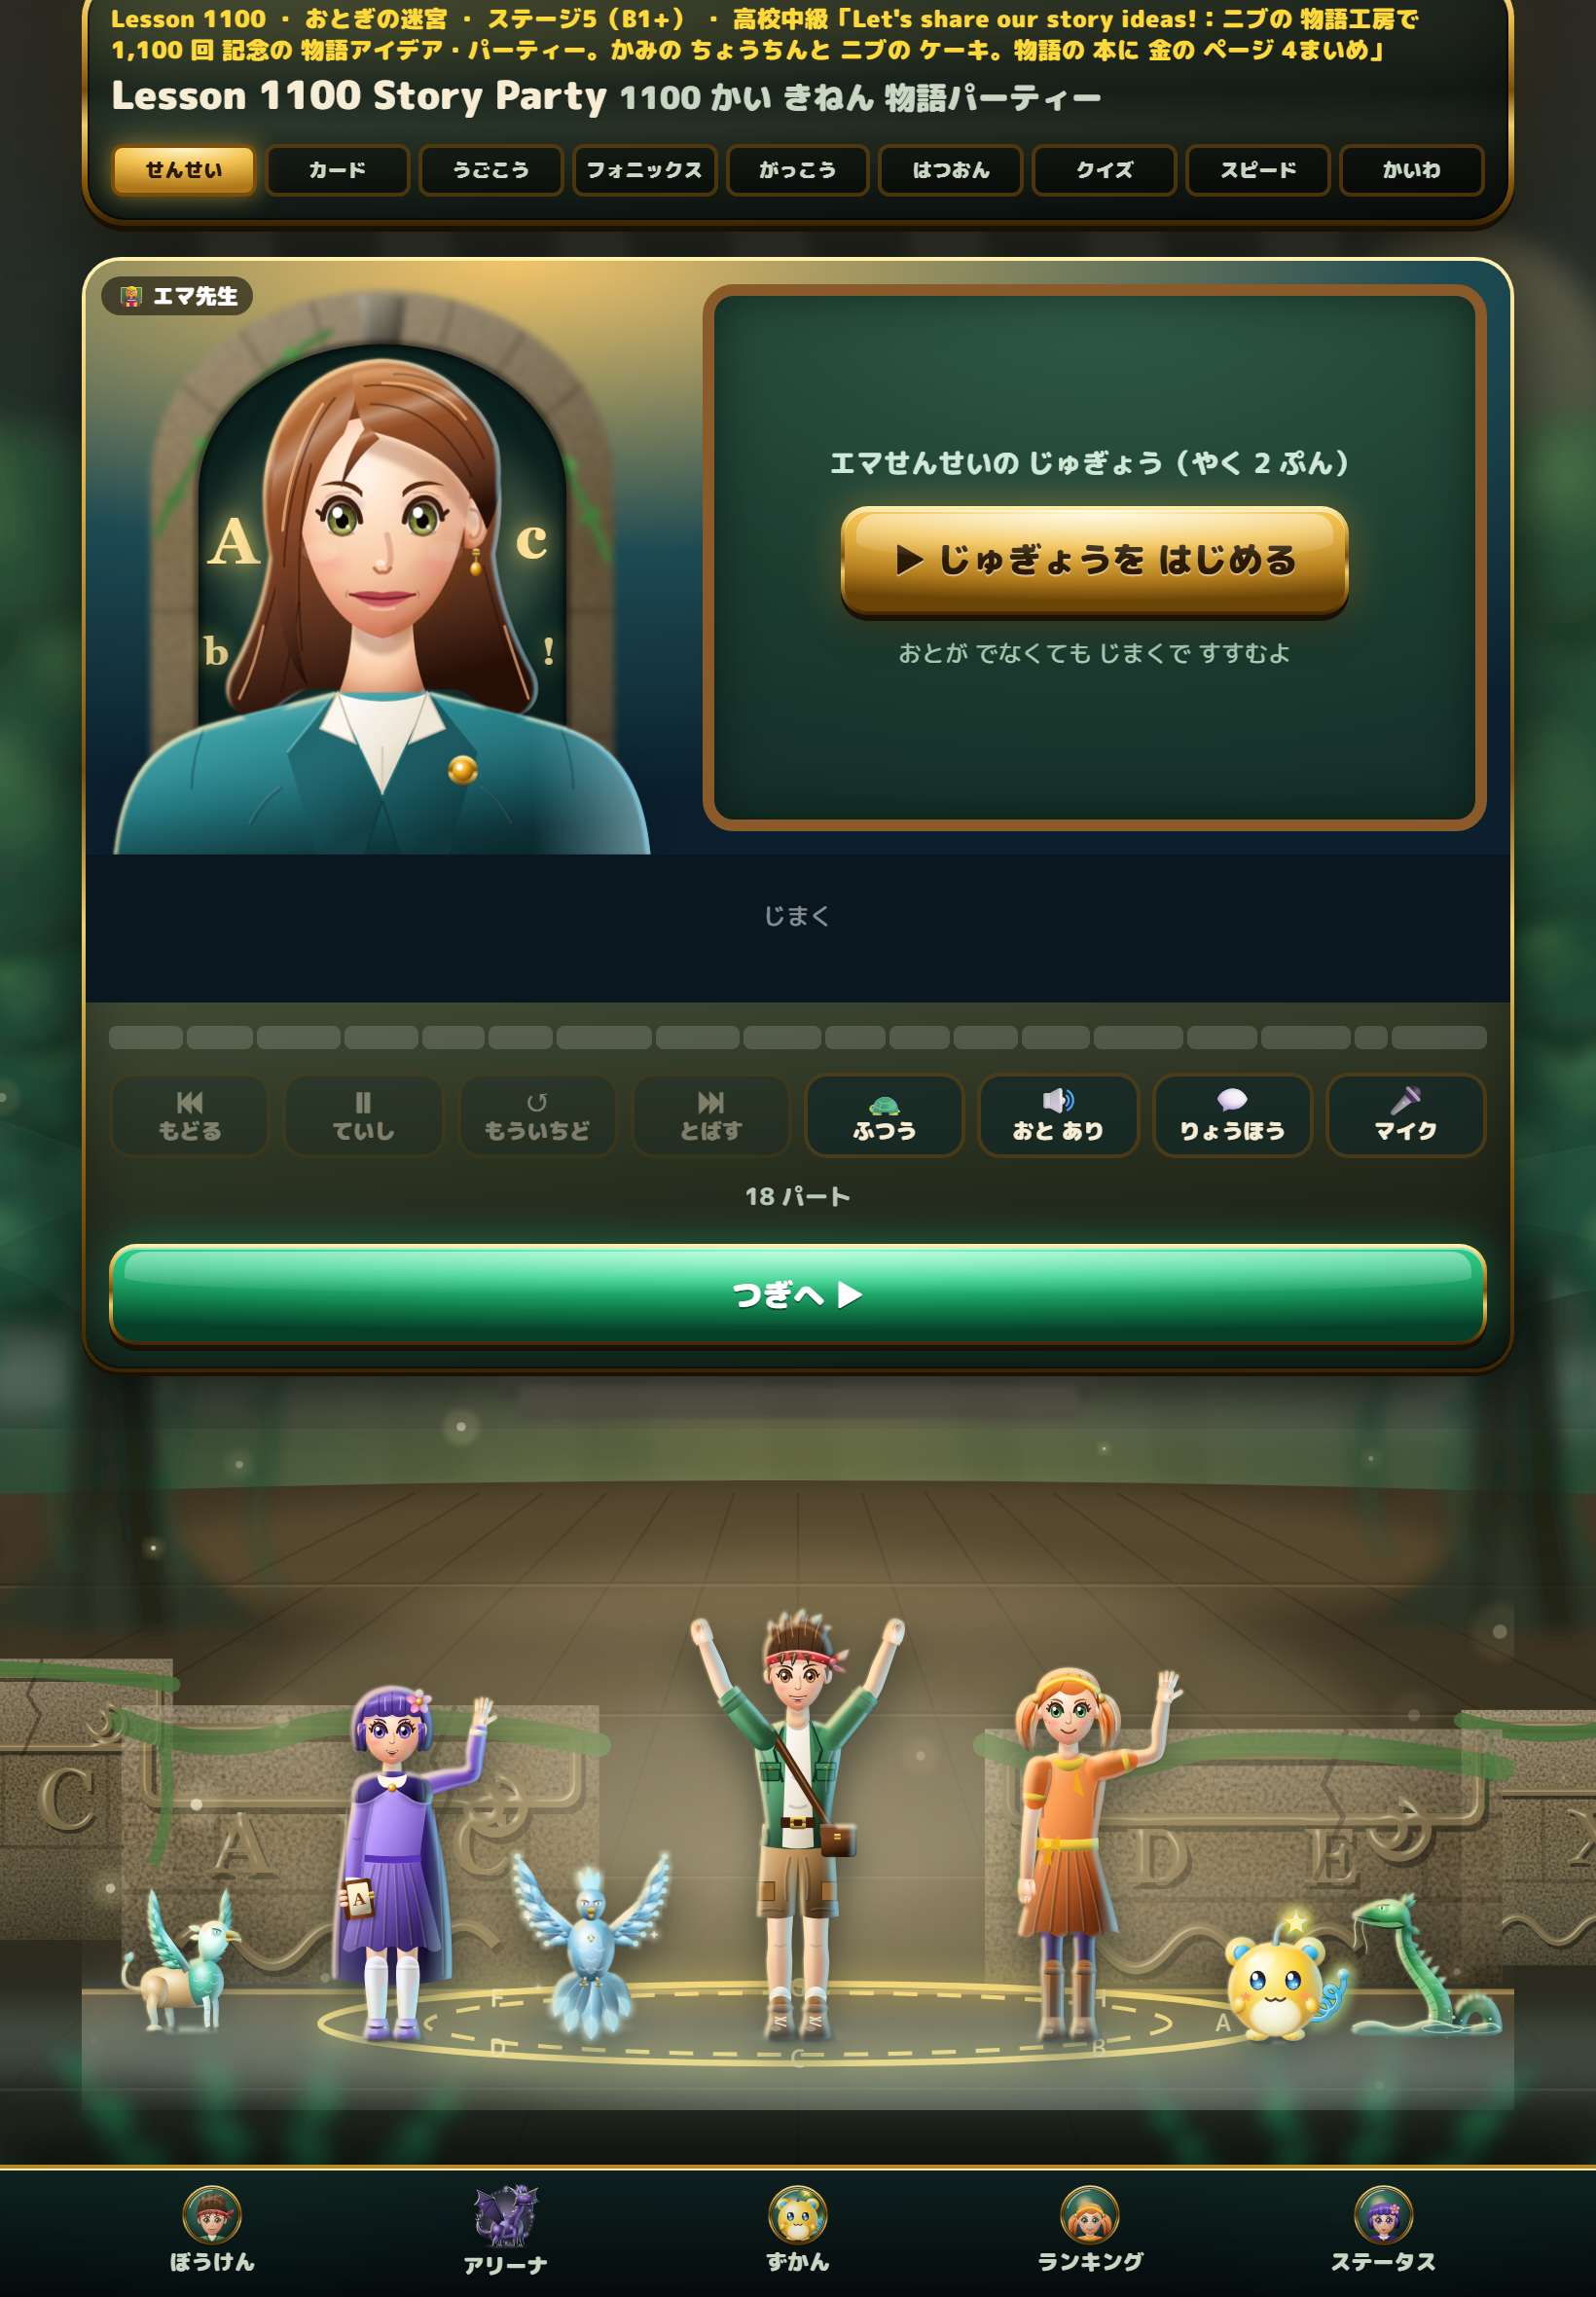 Lesson 1100 ・ おとぎの迷宮 ・ ステージ5（B1+） ・ 高校中級「Let's share our story ideas!：ニブの 物語工房で
1,100 回 記念の 物語アイデア・パーティー。かみの ちょうちんと ニブの ケーキ。物語の 本に 金の ページ 4まいめ」
Lesson 1100 Story Party 1100 かい きねん 物語パーティー
せんせい カード うごこう フォニックス がっこう はつおん クイズ スピード かいわ
エマ先生
A c
b !
エマせんせいの じゅぎょう（やく 2 ぷん）
▶ じゅぎょうを はじめる
おとが でなくても じまくで すすむよ
じまく
もどる ていし もういちど とばす ふつう おと あり りょうほう マイク
18 パート
つぎへ ▶
C A C D E
A
F I
D C B A
ぼうけん アリーナ ずかん ランキング ステータス